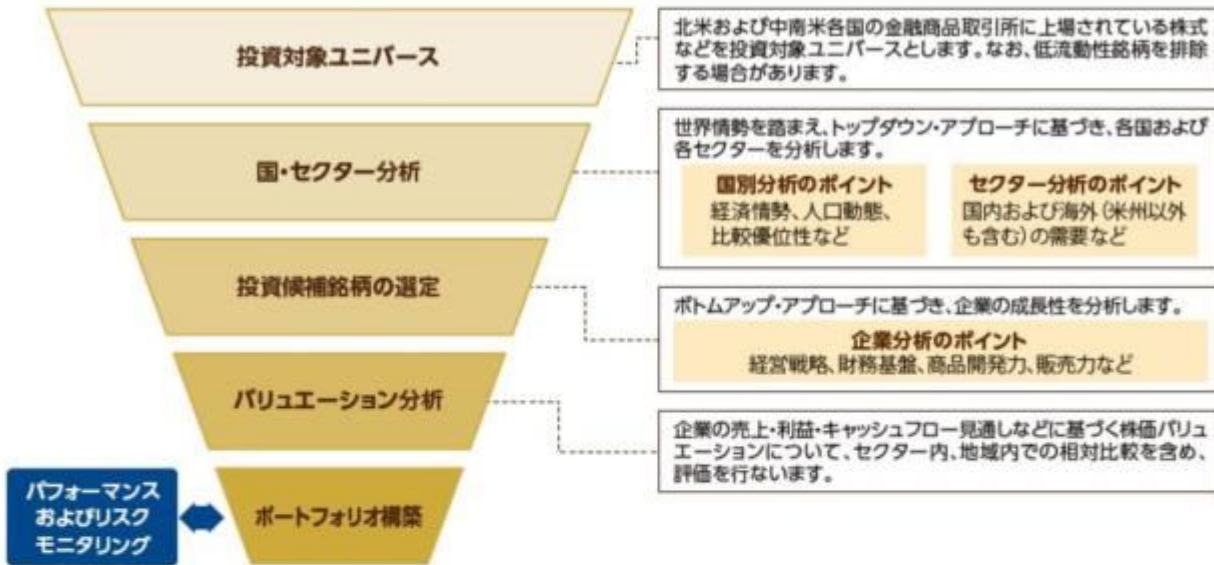 投資対象ユニバース
北米および中南米各国の金融商品取引所に上場されている株式
などを投資対象ユニバースとします。なお、低流動性銘柄を排除
する場合があります。
国・セクター分析
世界情勢を踏まえ、トップダウン・アプローチに基づき、各国および
各セクターを分析します。
国別分析のポイント
経済情勢、人口動態、
比較優位性など
セクター分析のポイント
国内および海外(米州以外
も含む)の需要など
投資候補銘柄の選定
ボトムアップ・アプローチに基づき、企業の成長性を分析します。
企業分析のポイント
経営戦略、財務基盤、商品開発力、販売力など
バリュエーション分析
企業の売上・利益・キャッシュフロー見通しなどに基づく株価バリュ
エーションについて、セクター内、地域内での相対比較を含め、
評価を行ないます。
パフォーマンス
およびリスク
モニタリング
ポートフォリオ構築